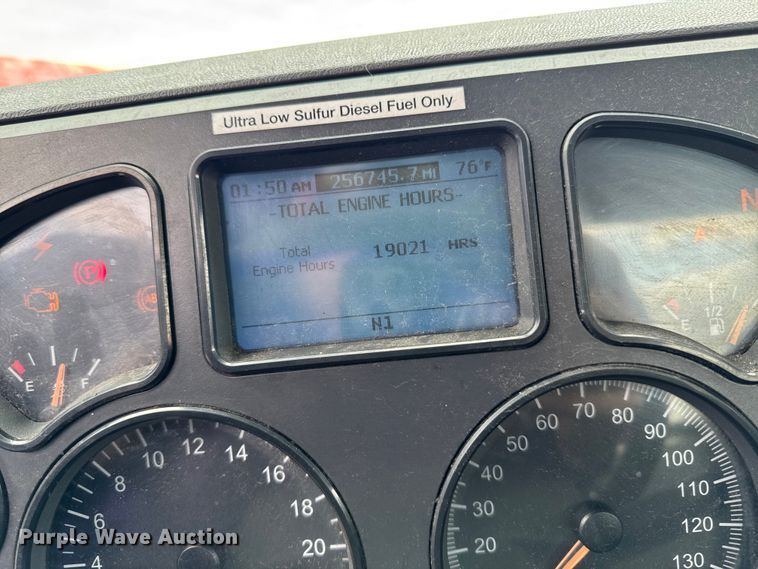 Ultra Low Sulfur Diesel Fuel Only
01:50 AM 256745.7 MI 76°F
-TOTAL ENGINE HOURS-
Total
Engine Hours 19021 HRS
N1
E F
E 1/2
4 6 8 10 12 14 16 18 20
20 30 40 50 60 70 80 90 100 110 120 130
Purple Wave Auction